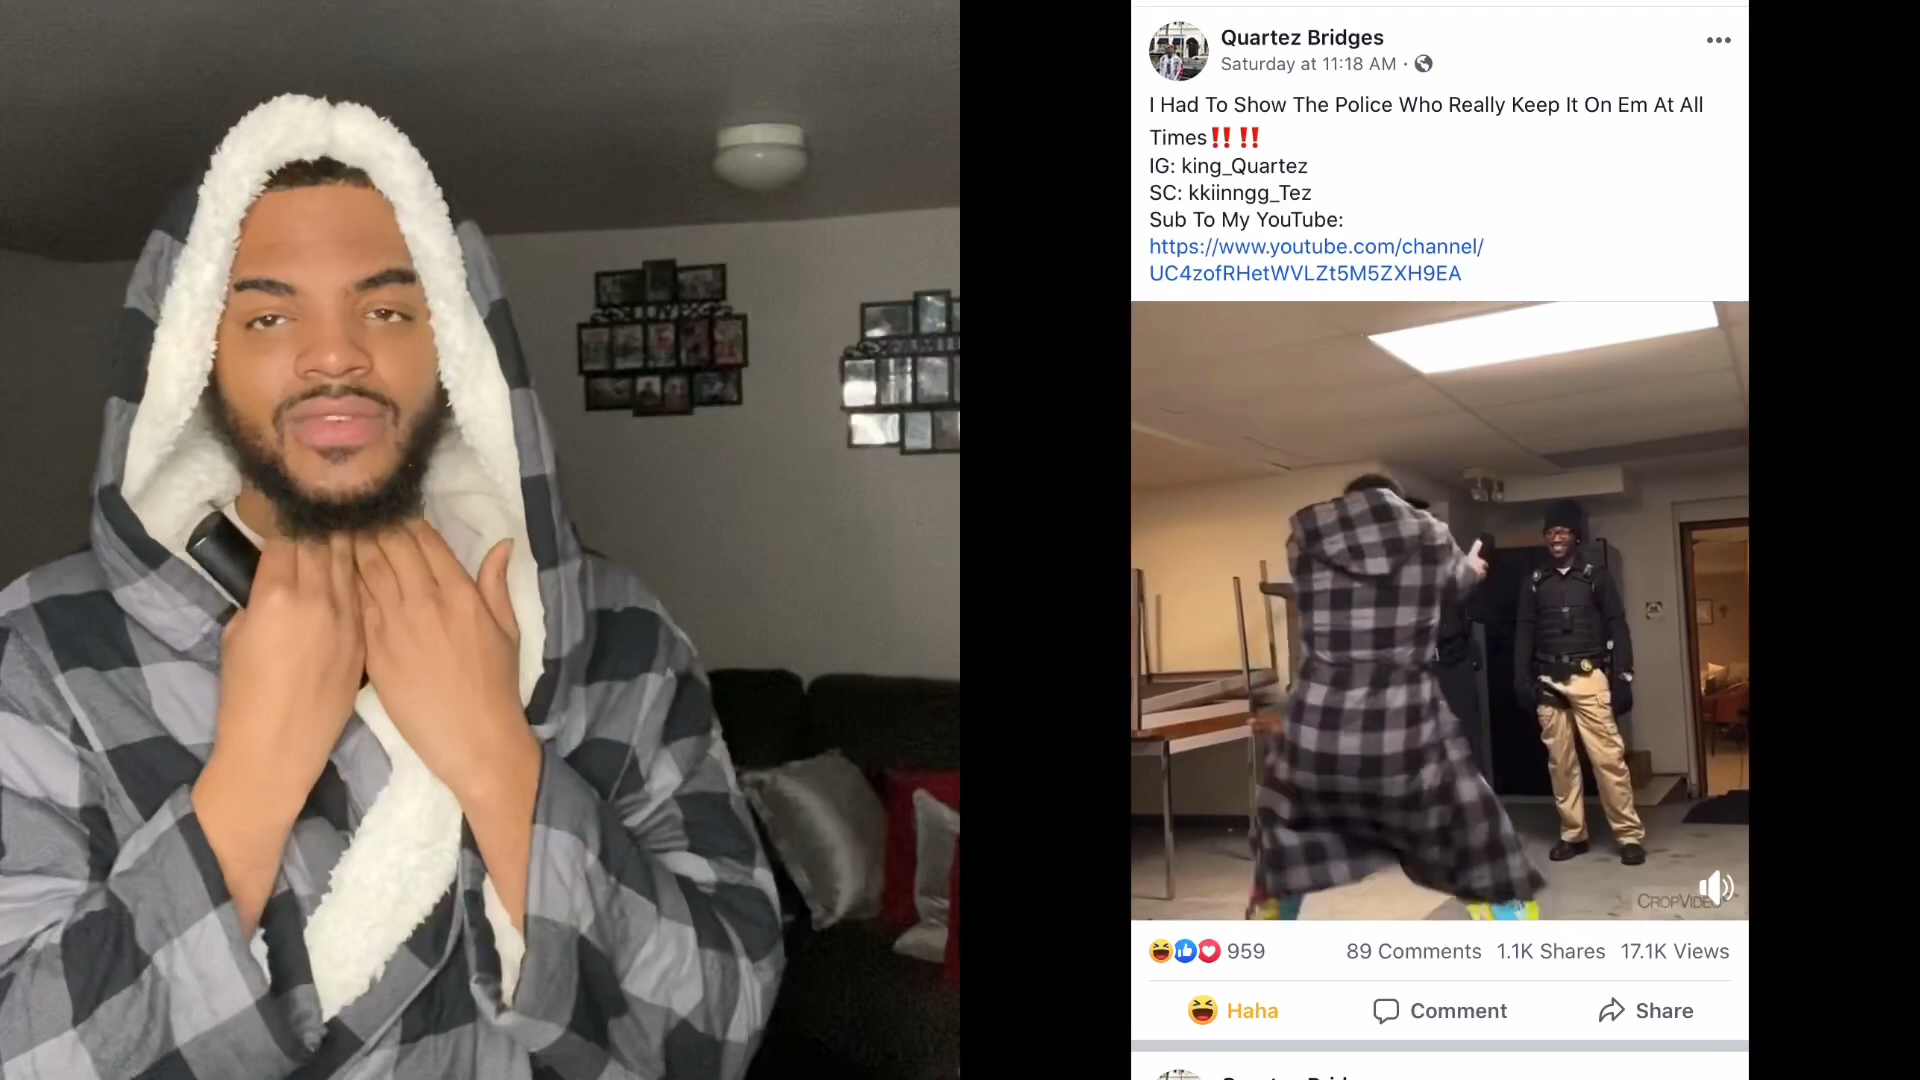 Quartez Bridges
Saturday at 11:18 AM ·
I Had To Show The Police Who Really Keep It On Em At All
Times‼️‼️
IG: king_Quartez
SC: kkiinngg_Tez
Sub To My YouTube:
https://www.youtube.com/channel/
UC4zofRHetWVLZt5M5ZXH9EA
CROPVIDEO
959
89 Comments 1.1K Shares 17.1K Views
Haha
Comment
Share